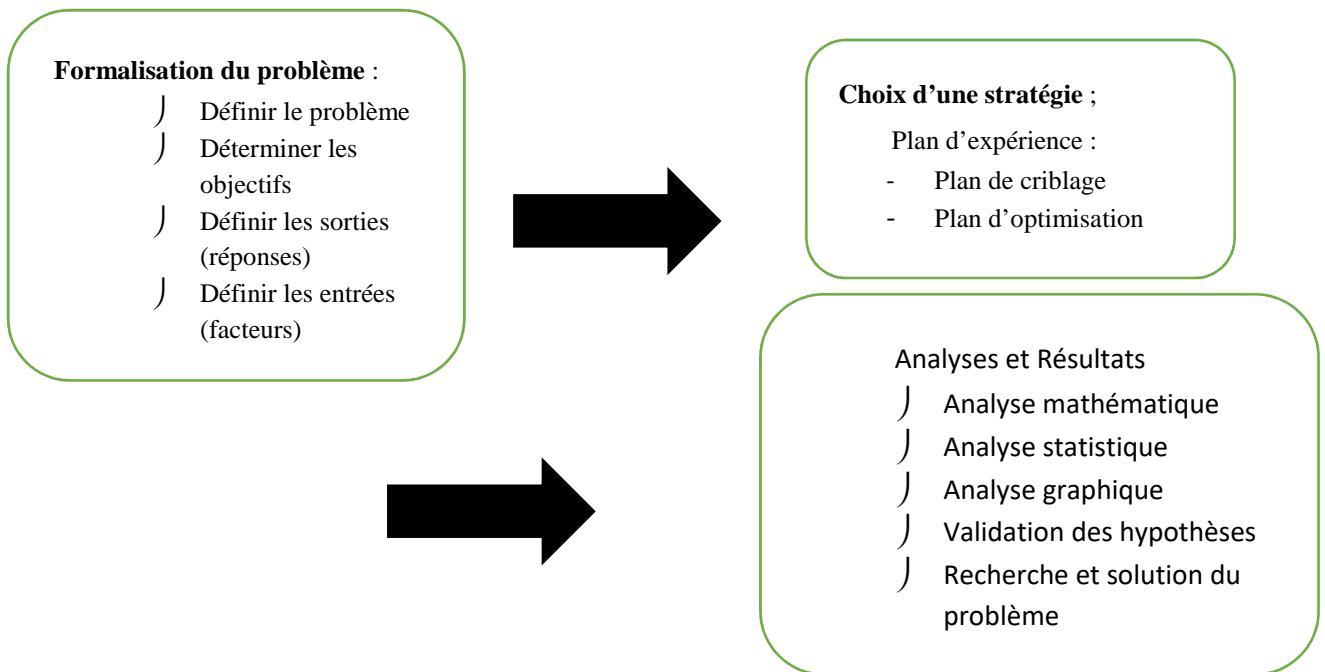 Formalisation du problème :
⌡ Définir le problème
⌡ Déterminer les
objectifs
⌡ Définir les sorties
(réponses)
⌡ Définir les entrées
(facteurs)
Choix d’une stratégie ;
Plan d’expérience :
- Plan de criblage
- Plan d’optimisation
Analyses et Résultats
⌡ Analyse mathématique
⌡ Analyse statistique
⌡ Analyse graphique
⌡ Validation des hypothèses
⌡ Recherche et solution du
problème